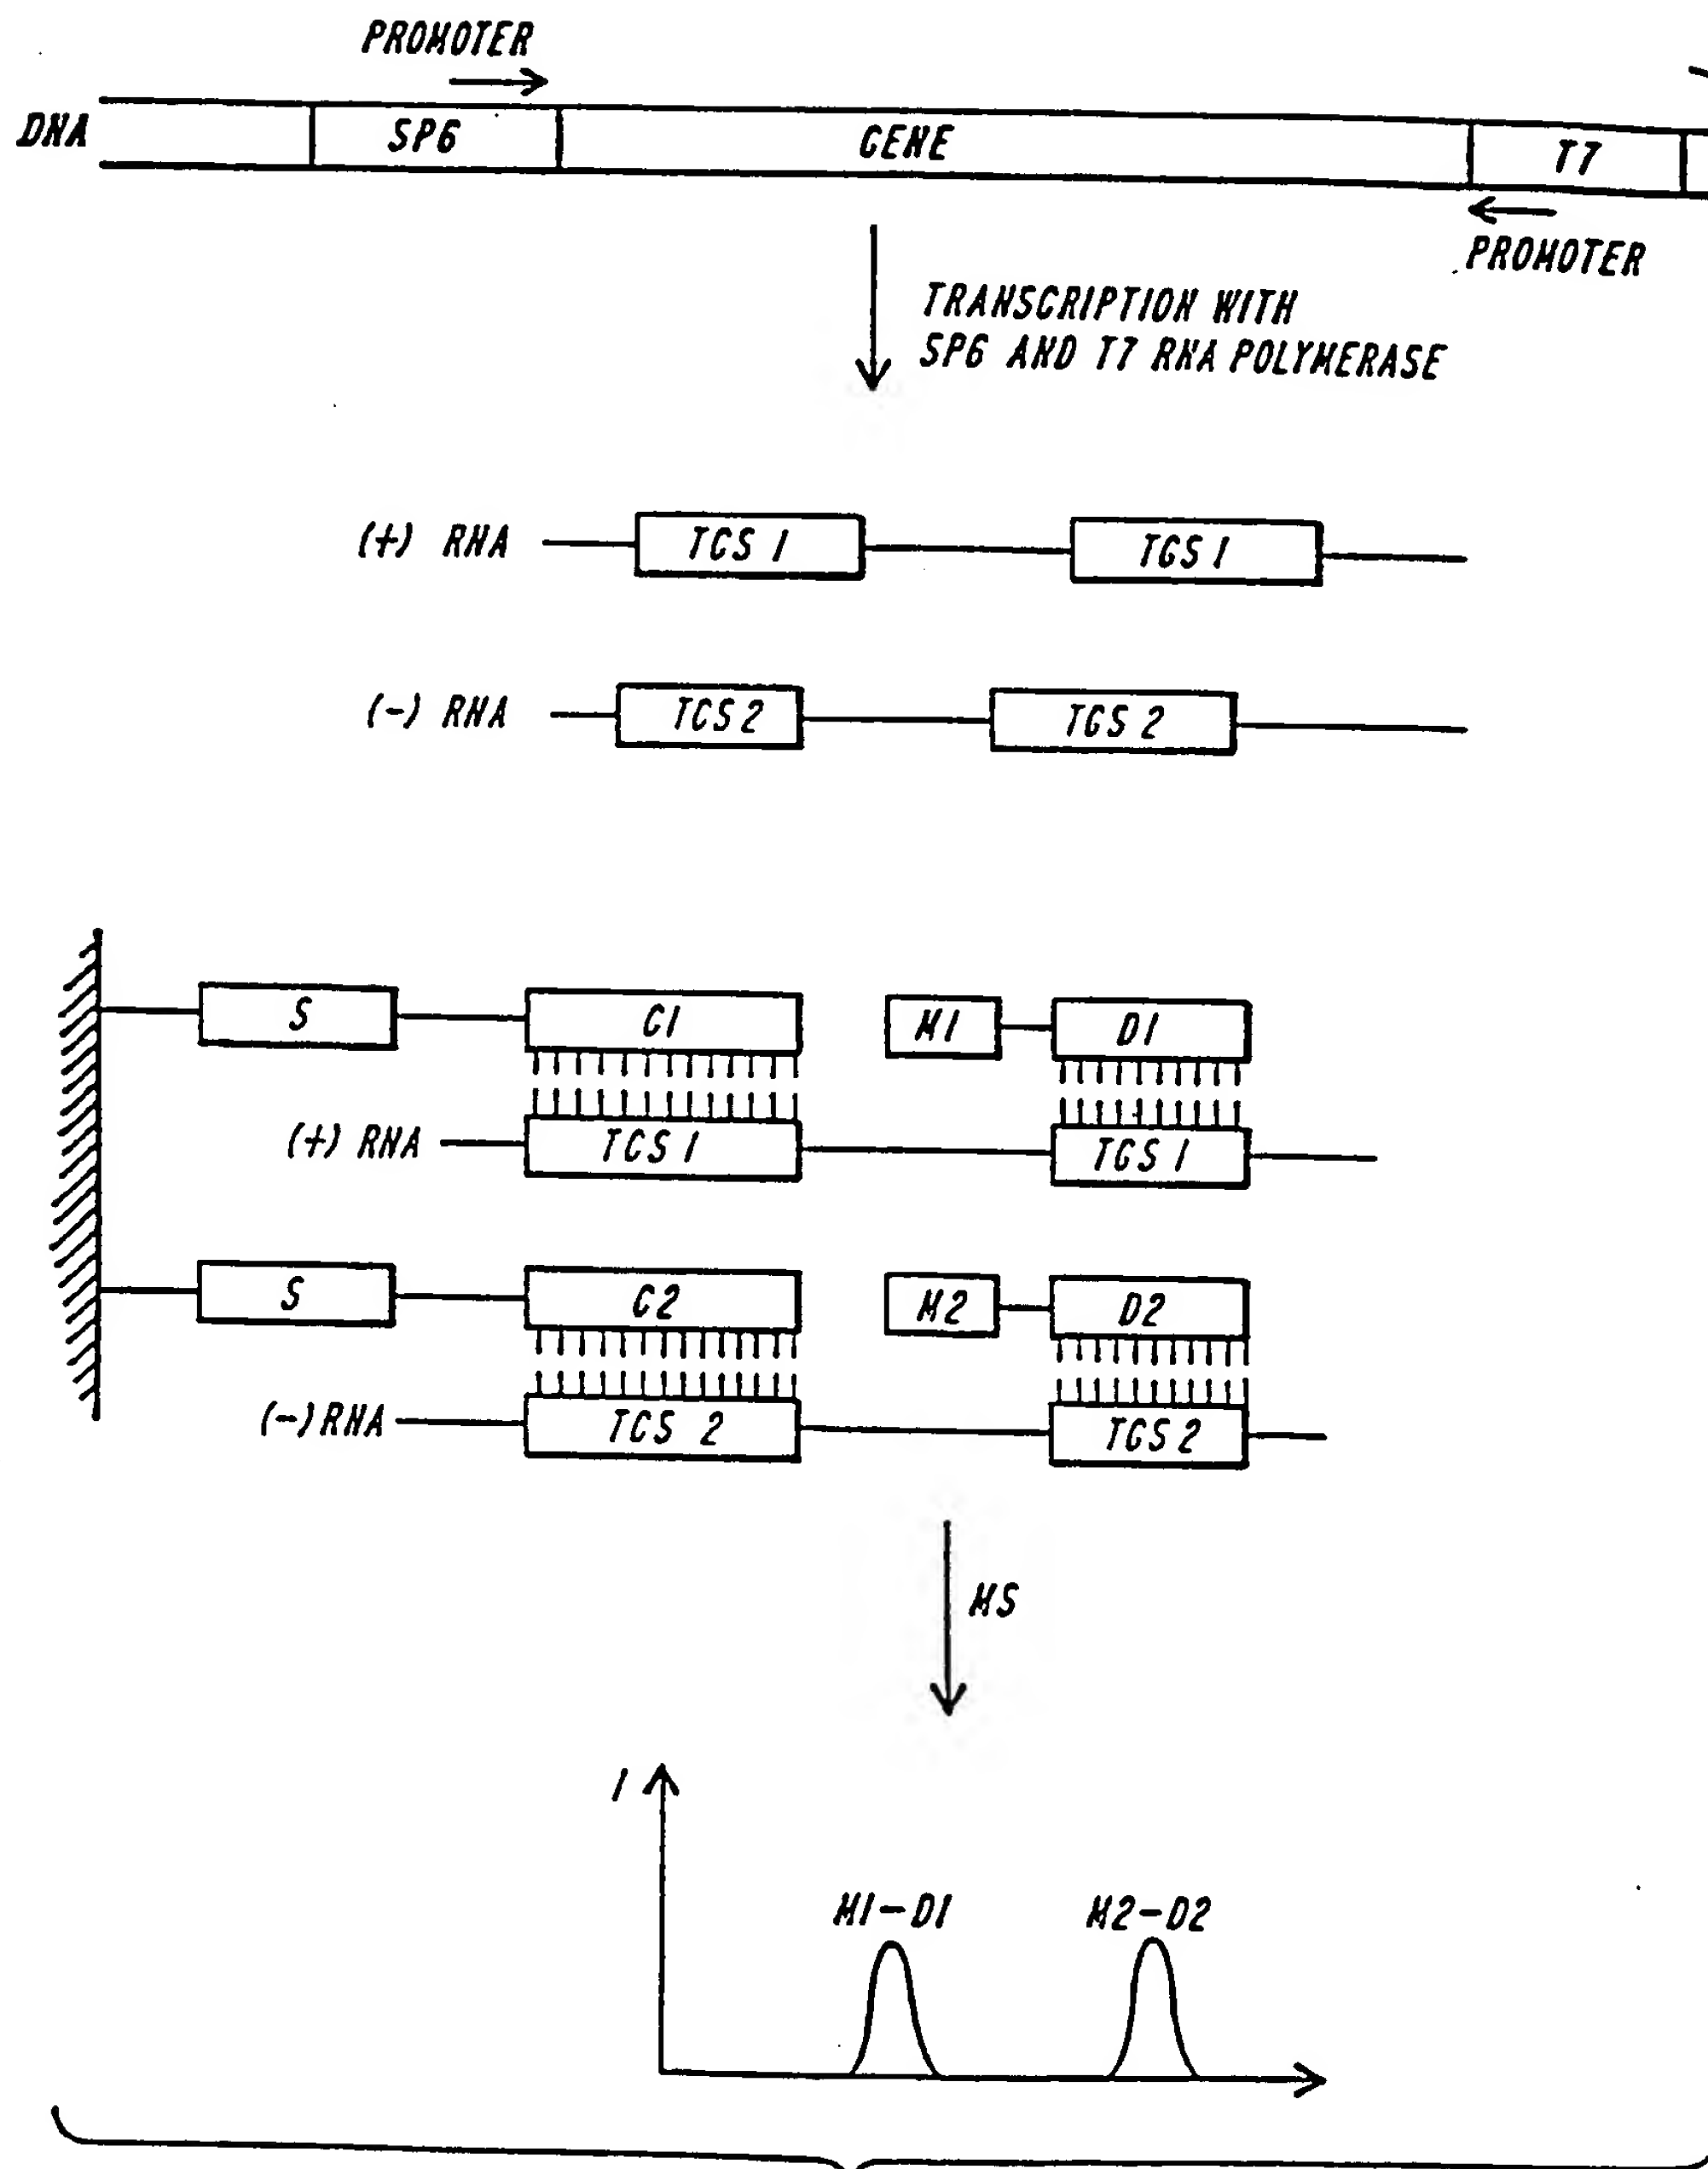 PROMOTER
DNA
SP6
GENE
T7
PROMOTER
TRANSCRIPTION WITH
SP6 AND T7 RNA POLYMERASE
(+) RNA
TCS 1
TCS 1
(-) RNA
TCS 2
TCS 2
S
C1
M1
D1
(+) RNA
TCS 1
TCS 1
S
C2
M2
D2
(-) RNA
TCS 2
TCS 2
MS
I
M1-D1
M2-D2